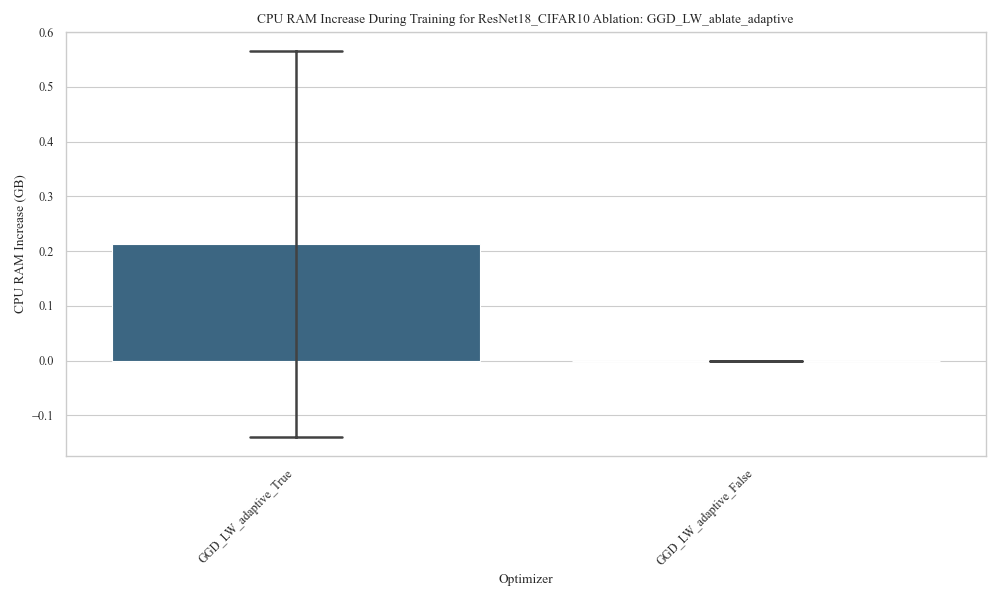 CPU RAM Increase During Training for ResNet18_CIFAR10 Ablation: GGD_LW_ablate_adaptive
CPU RAM Increase (GB)
0.6
0.5
0.4
0.3
0.2
0.1
0.0
−0.1
GGD_LW_adaptive_True
GGD_LW_adaptive_False
Optimizer